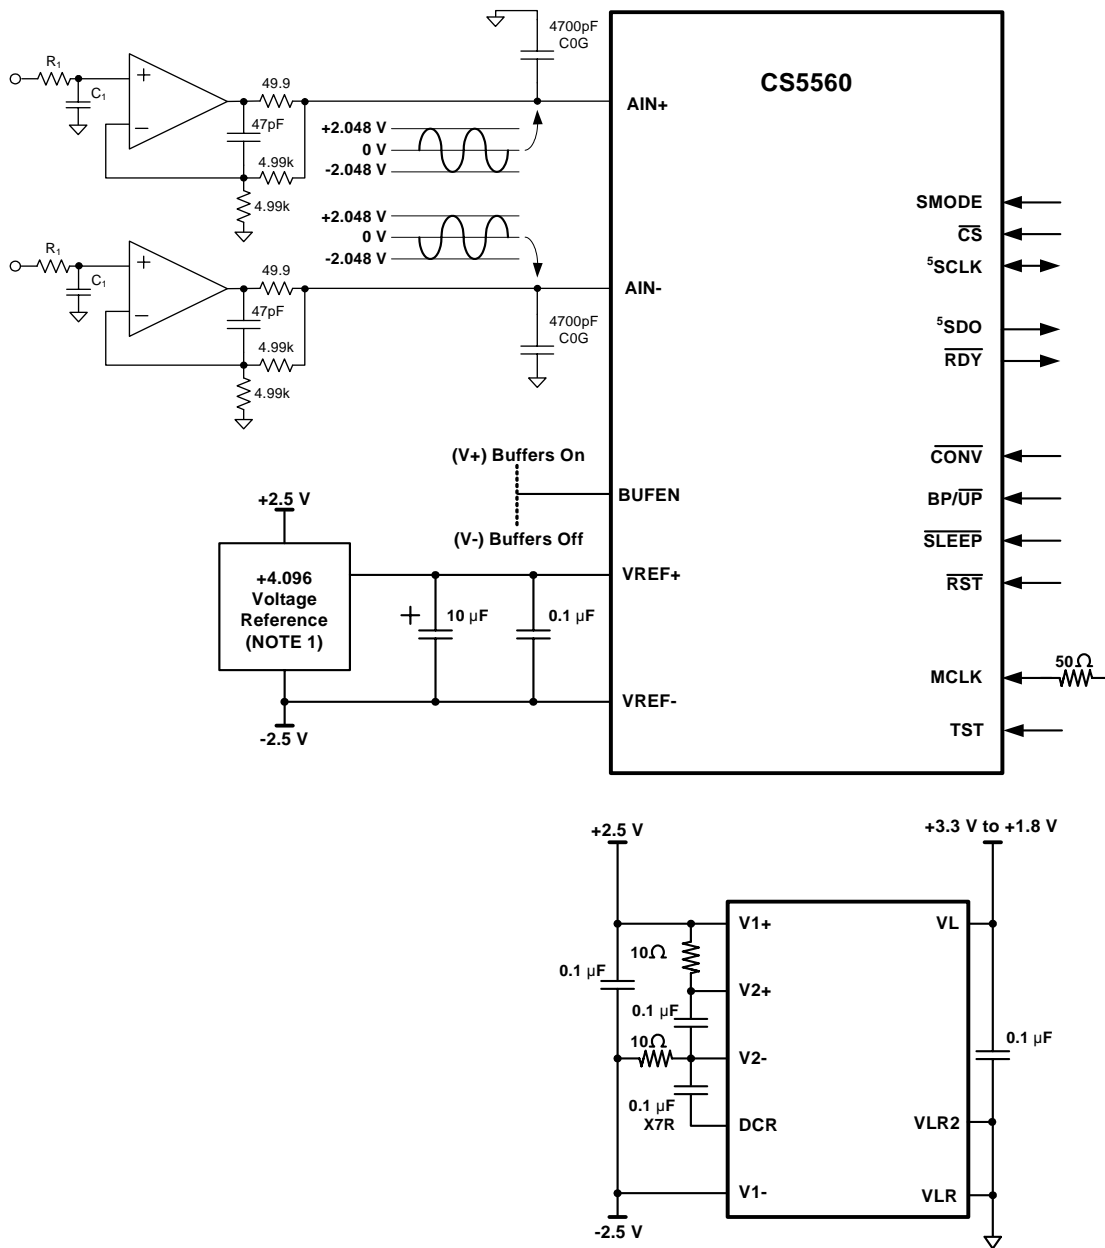 4700pF
C0G
CS5560
R1
C1
49.9
47pF
4.99k
4.99k
AIN+
+2.048 V
0 V
-2.048 V
+2.048 V
0 V
-2.048 V
R1
C1
49.9
47pF
4.99k
4.99k
AIN-
4700pF
C0G
SMODE
CS
5SCLK
5SDO
RDY
(V+) Buffers On
BUFEN
(V-) Buffers Off
CONV
BP/UP
SLEEP
RST
+2.5 V
+4.096
Voltage
Reference
(NOTE 1)
+
10 µF
0.1 µF
VREF+
VREF-
-2.5 V
50Ω
MCLK
TST
+2.5 V
+3.3 V to +1.8 V
V1+
VL
10Ω
0.1 µF
V2+
0.1 µF
10Ω
V2-
0.1 µF
0.1 µF
X7R
DCR
VLR2
V1-
VLR
-2.5 V